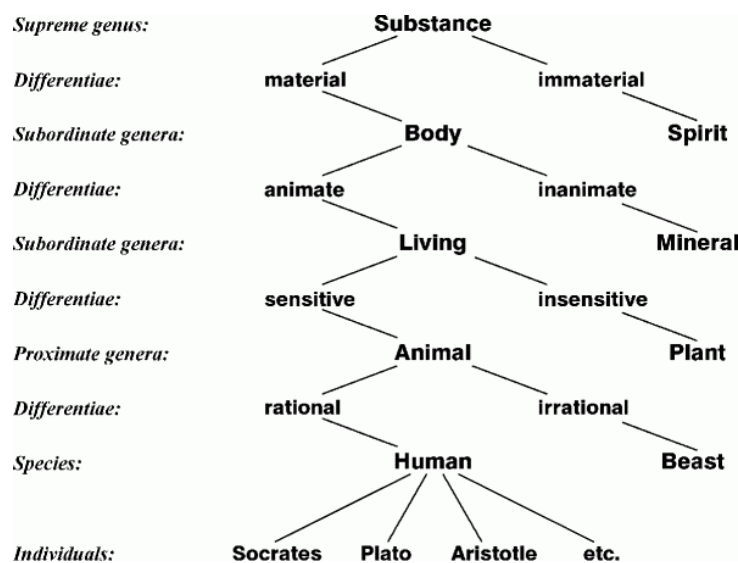 Supreme genus: Substance
Differentiae: material immaterial
Subordinate genera: Body Spirit
Differentiae: animate inanimate
Subordinate genera: Living Mineral
Differentiae: sensitive insensitive
Proximate genera: Animal Plant
Differentiae: rational irrational
Species: Human Beast
Individuals: Socrates Plato Aristotle etc.